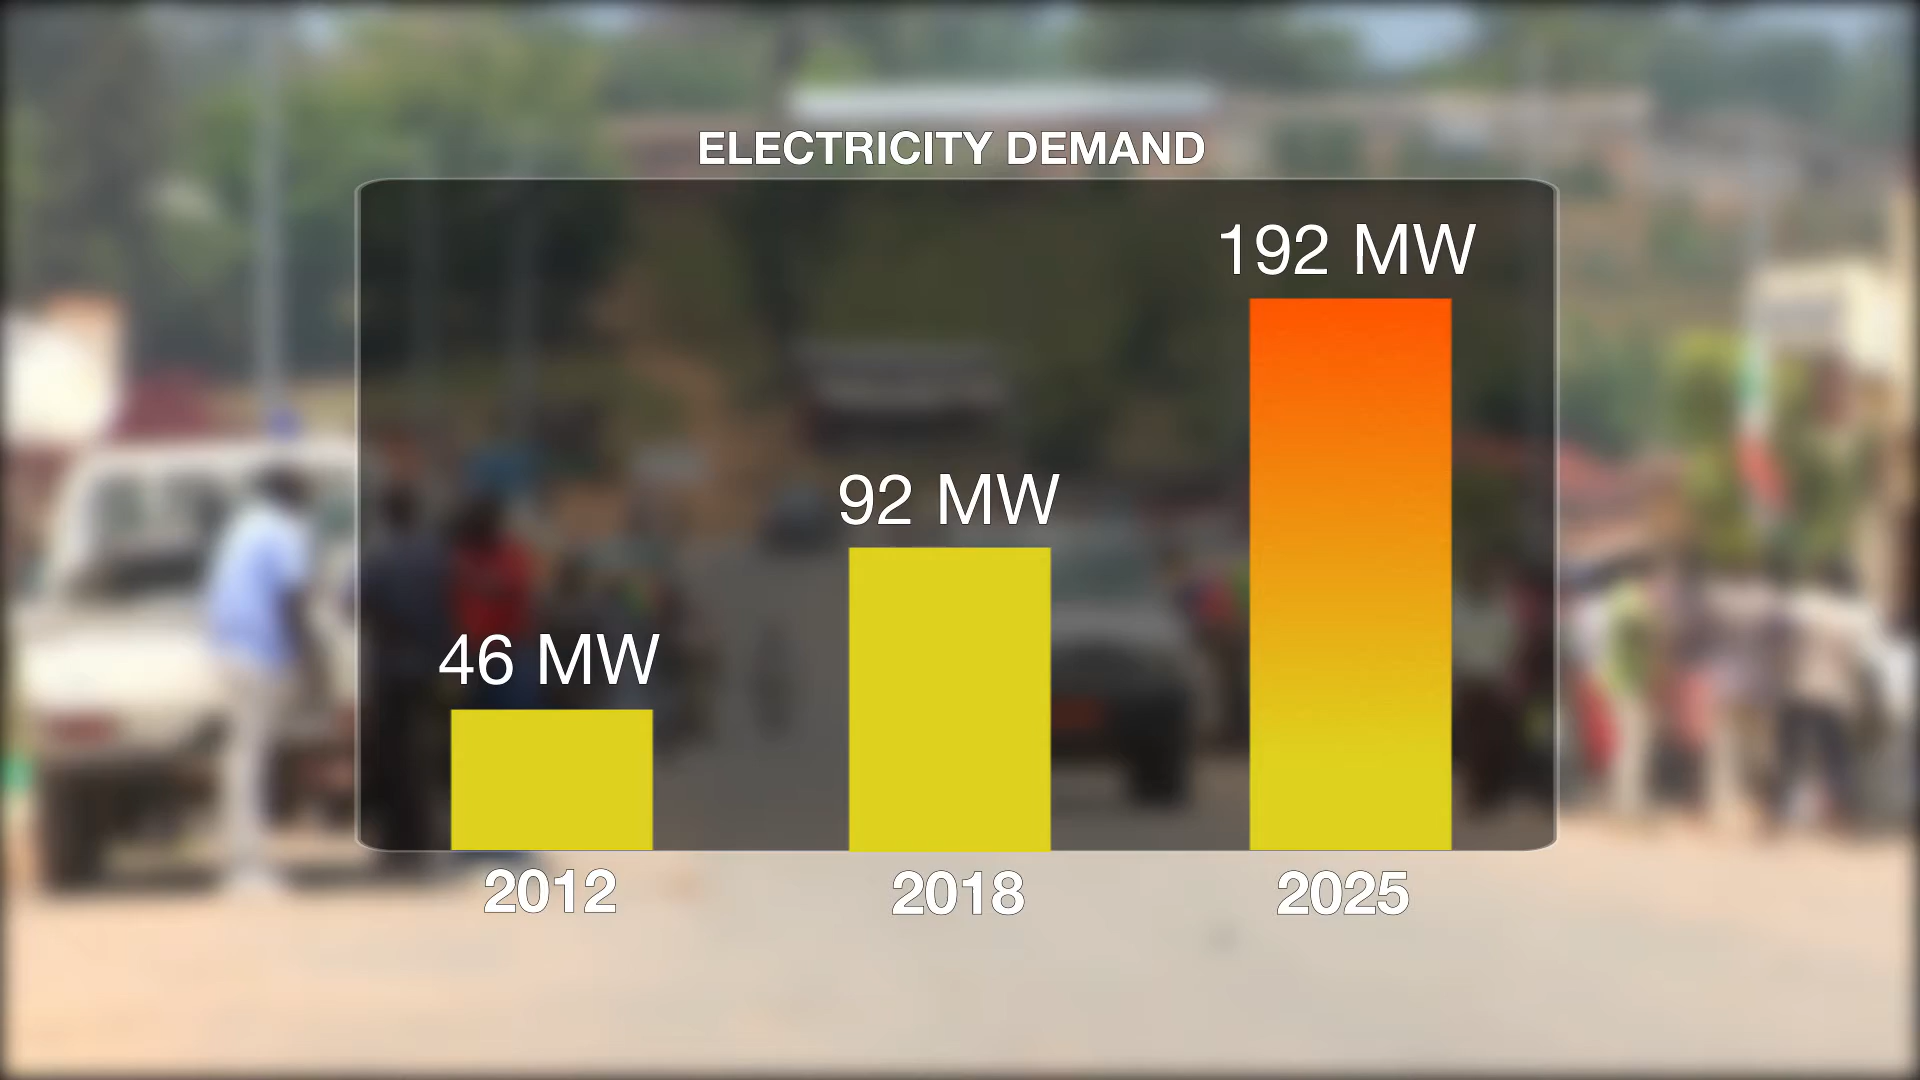 ELECTRICITY DEMAND
192 MW
92 MW
46 MW
2012 2018 2025